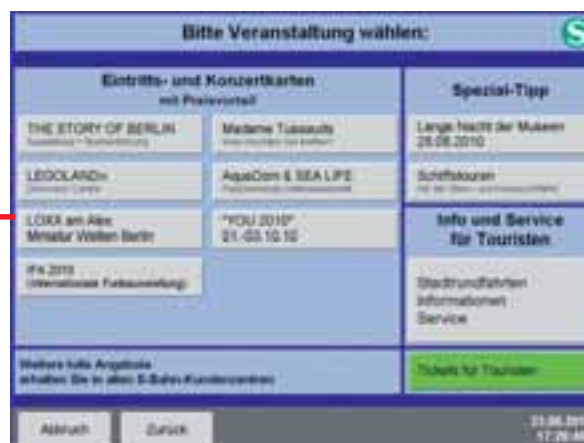 Bitte Veranstaltung wählen:
S
Eintritts- und Konzertkarten
mit Preisvorteil
THE STORY OF BERLIN
Madame Tussauds
LEGOLAND®
AquaDom & SEA LIFE
LOXX am Alex
Miniatur Welten Berlin
"YOU 2010"
01.-03.10.10
IFA 2010
(Internationale Funkausstellung)
Spezial-Tipp
Lange Nacht der Museen
28.08.2010
Schiffstouren
Info und Service
für Touristen
Stadtrundfahrten
Informationen
Service
Weitere tolle Angebote
erhalten Sie in allen S-Bahn-Kundenzentren
Tickets für Touristen
Abbruch
Zurück